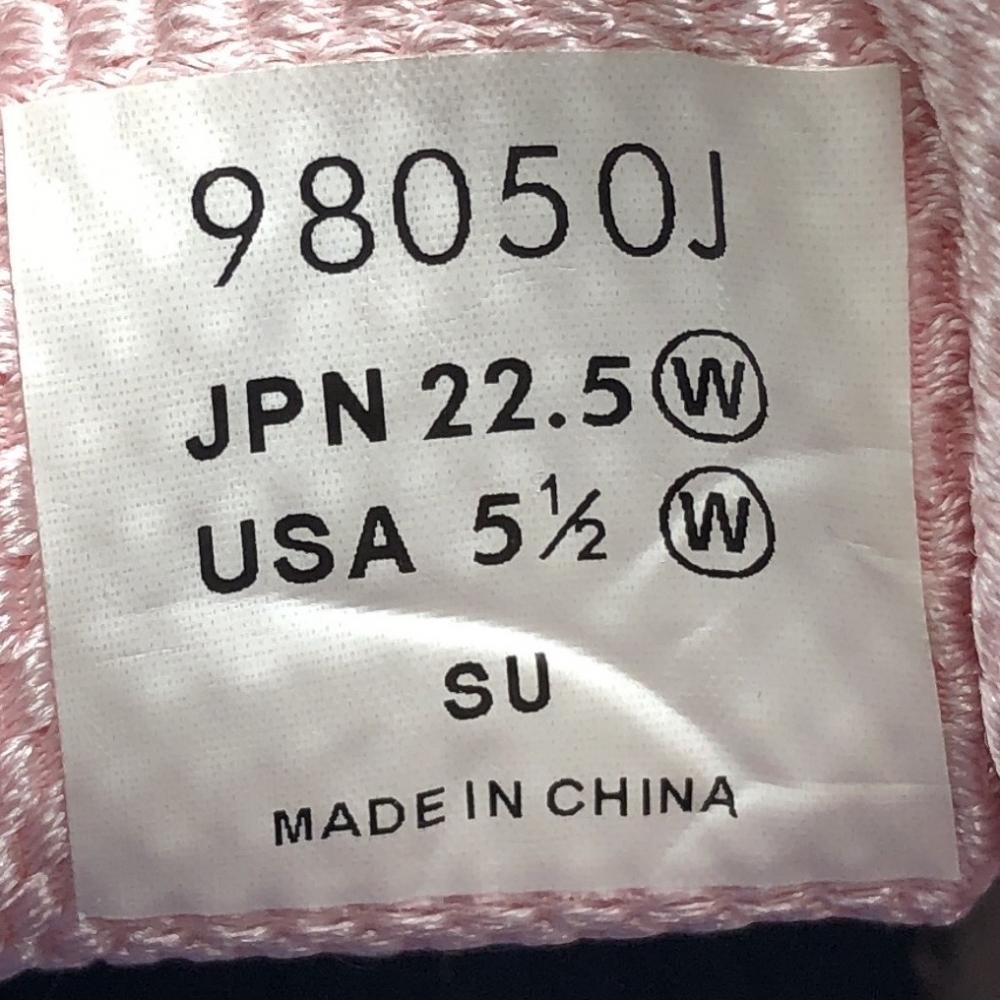 98050J
JPN 22.5 Ⓦ
USA 5½ Ⓦ
SU
MADE IN CHINA